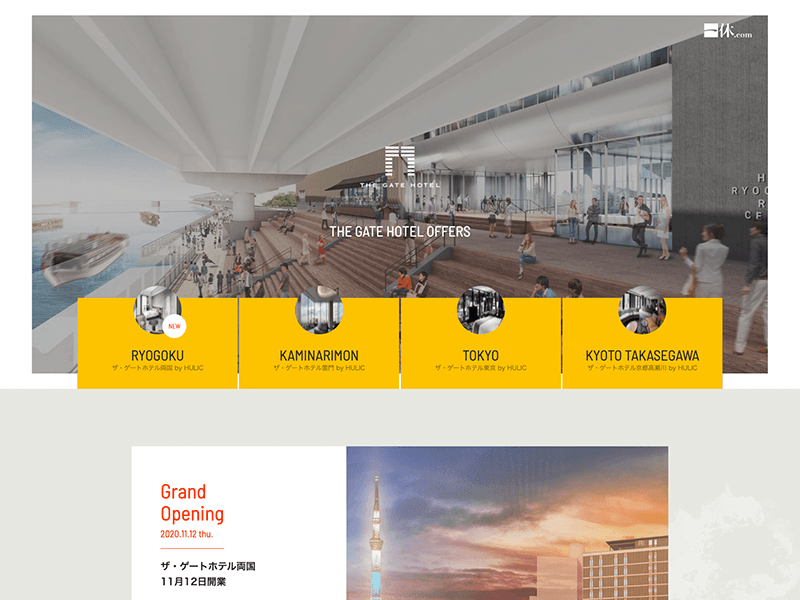 一休.com
THE GATE HOTEL
THE GATE HOTEL OFFERS
NEW
RYOGOKU
ザ・ゲートホテル両国 by HULIC
KAMINARIMON
ザ・ゲートホテル雷門 by HULIC
TOKYO
ザ・ゲートホテル東京 by HULIC
KYOTO TAKASEGAWA
ザ・ゲートホテル京都高瀬川 by HULIC
Grand
Opening
2020.11.12 thu.
ザ・ゲートホテル両国
11月12日開業